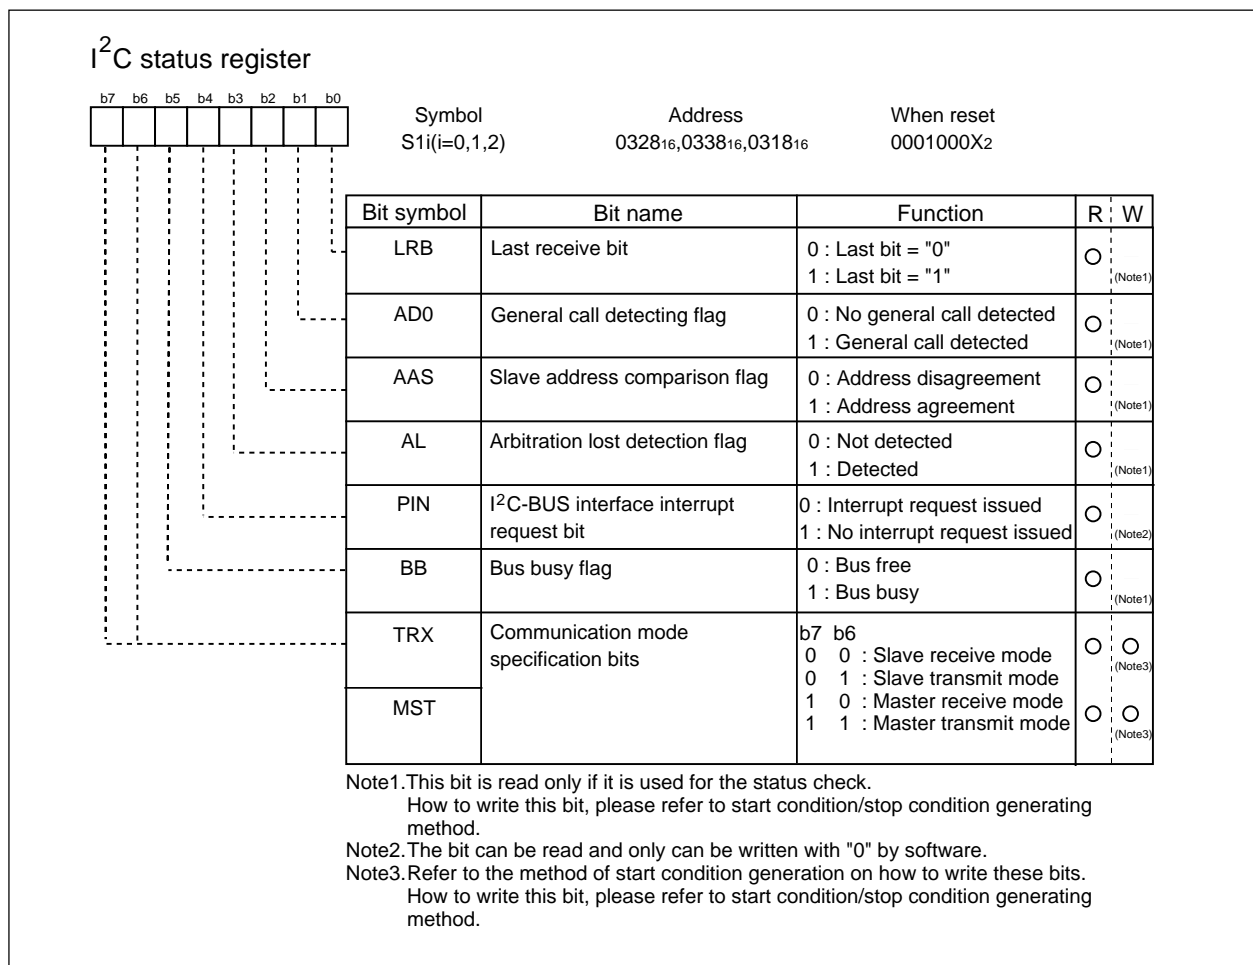 I2C status register
b7 b6 b5 b4 b3 b2 b1 b0
Symbol Address When reset
S1i(i=0,1,2) 032816,033816,031816 0001000X2
Bit symbol Bit name Function R W
LRB Last receive bit 0 : Last bit = "0"
1 : Last bit = "1" (Note1)
AD0 General call detecting flag 0 : No general call detected
1 : General call detected (Note1)
AAS Slave address comparison flag 0 : Address disagreement
1 : Address agreement (Note1)
AL Arbitration lost detection flag 0 : Not detected
1 : Detected (Note1)
PIN I2C-BUS interface interrupt 0 : Interrupt request issued
request bit 1 : No interrupt request issued (Note2)
BB Bus busy flag 0 : Bus free
1 : Bus busy (Note1)
TRX Communication mode b7 b6
specification bits 0 0 : Slave receive mode (Note3)
0 1 : Slave transmit mode
MST 1 0 : Master receive mode
1 1 : Master transmit mode (Note3)
Note1.This bit is read only if it is used for the status check.
How to write this bit, please refer to start condition/stop condition generating
method.
Note2.The bit can be read and only can be written with "0" by software.
Note3.Refer to the method of start condition generation on how to write these bits.
How to write this bit, please refer to start condition/stop condition generating
method.